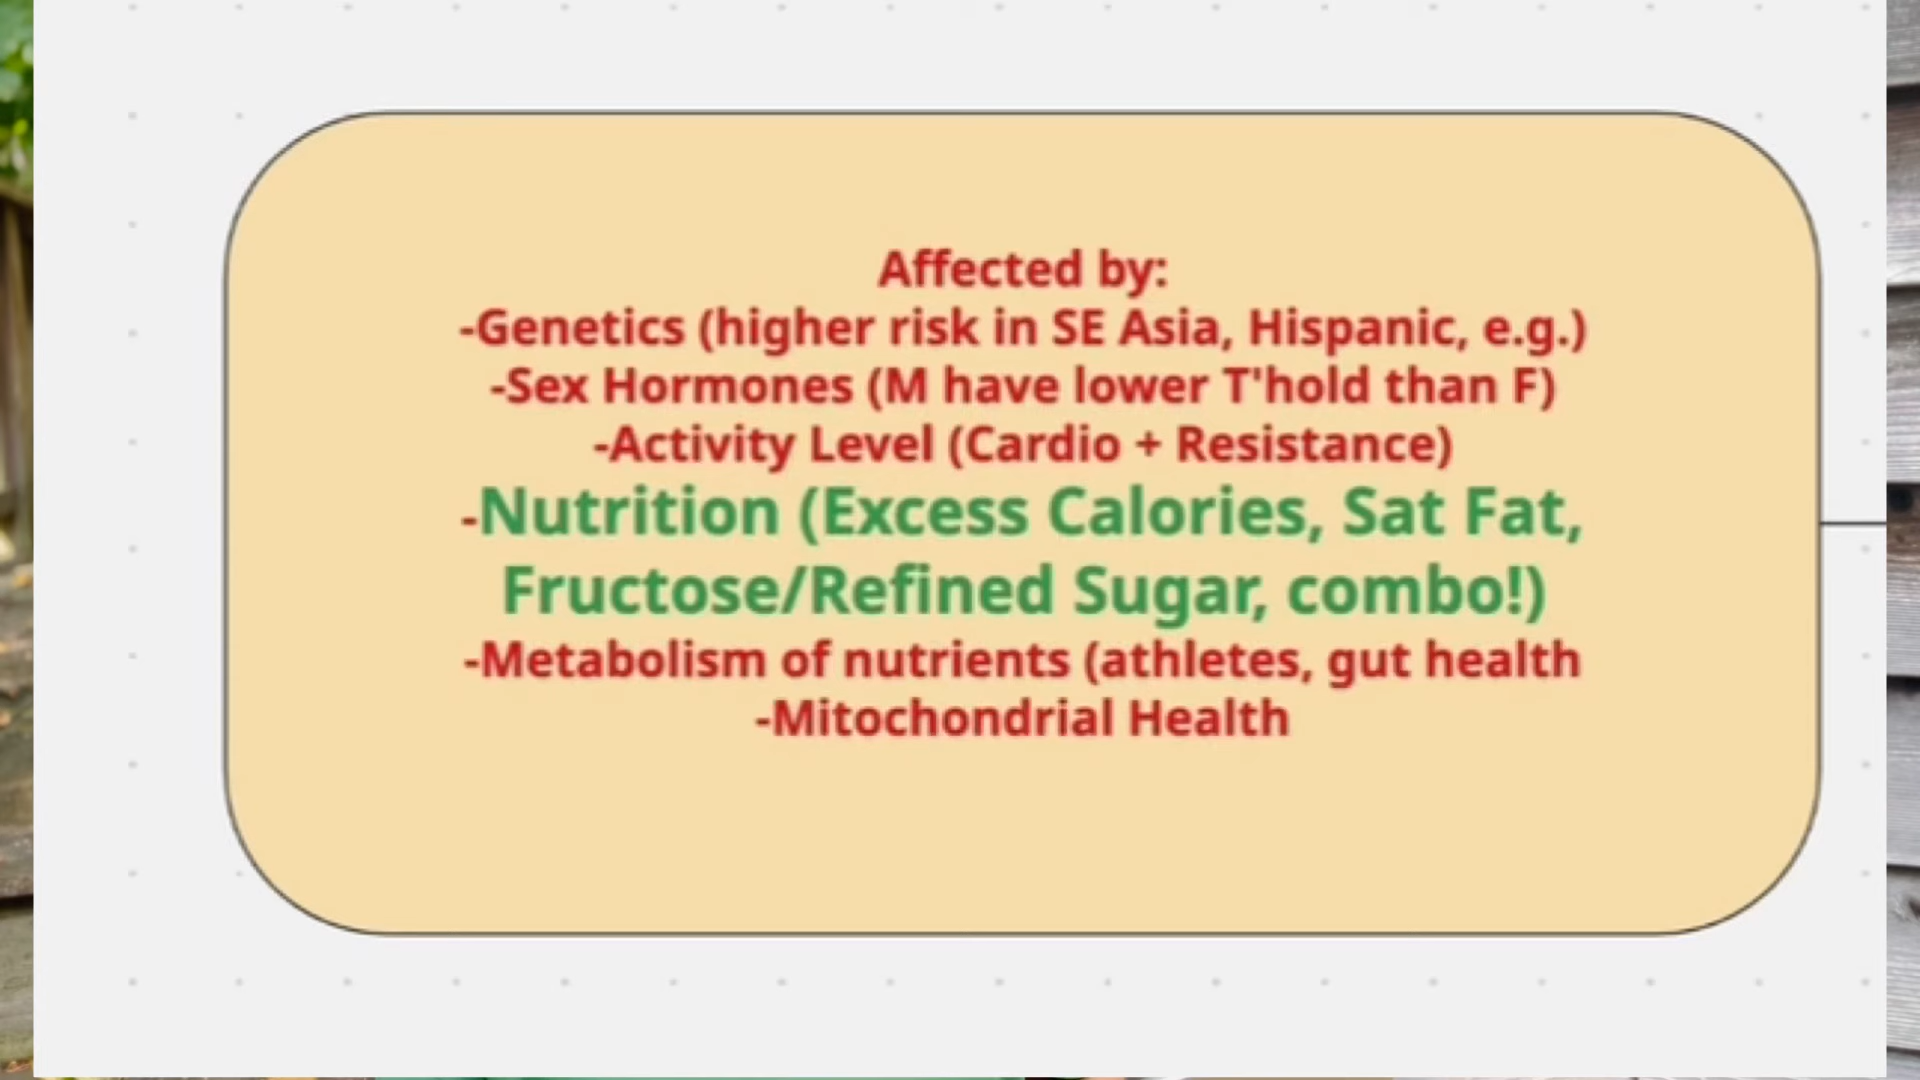 Affected by:
-Genetics (higher risk in SE Asia, Hispanic, e.g.)
-Sex Hormones (M have lower T'hold than F)
-Activity Level (Cardio + Resistance)
-Nutrition (Excess Calories, Sat Fat,
Fructose/Refined Sugar, combo!)
-Metabolism of nutrients (athletes, gut health
-Mitochondrial Health